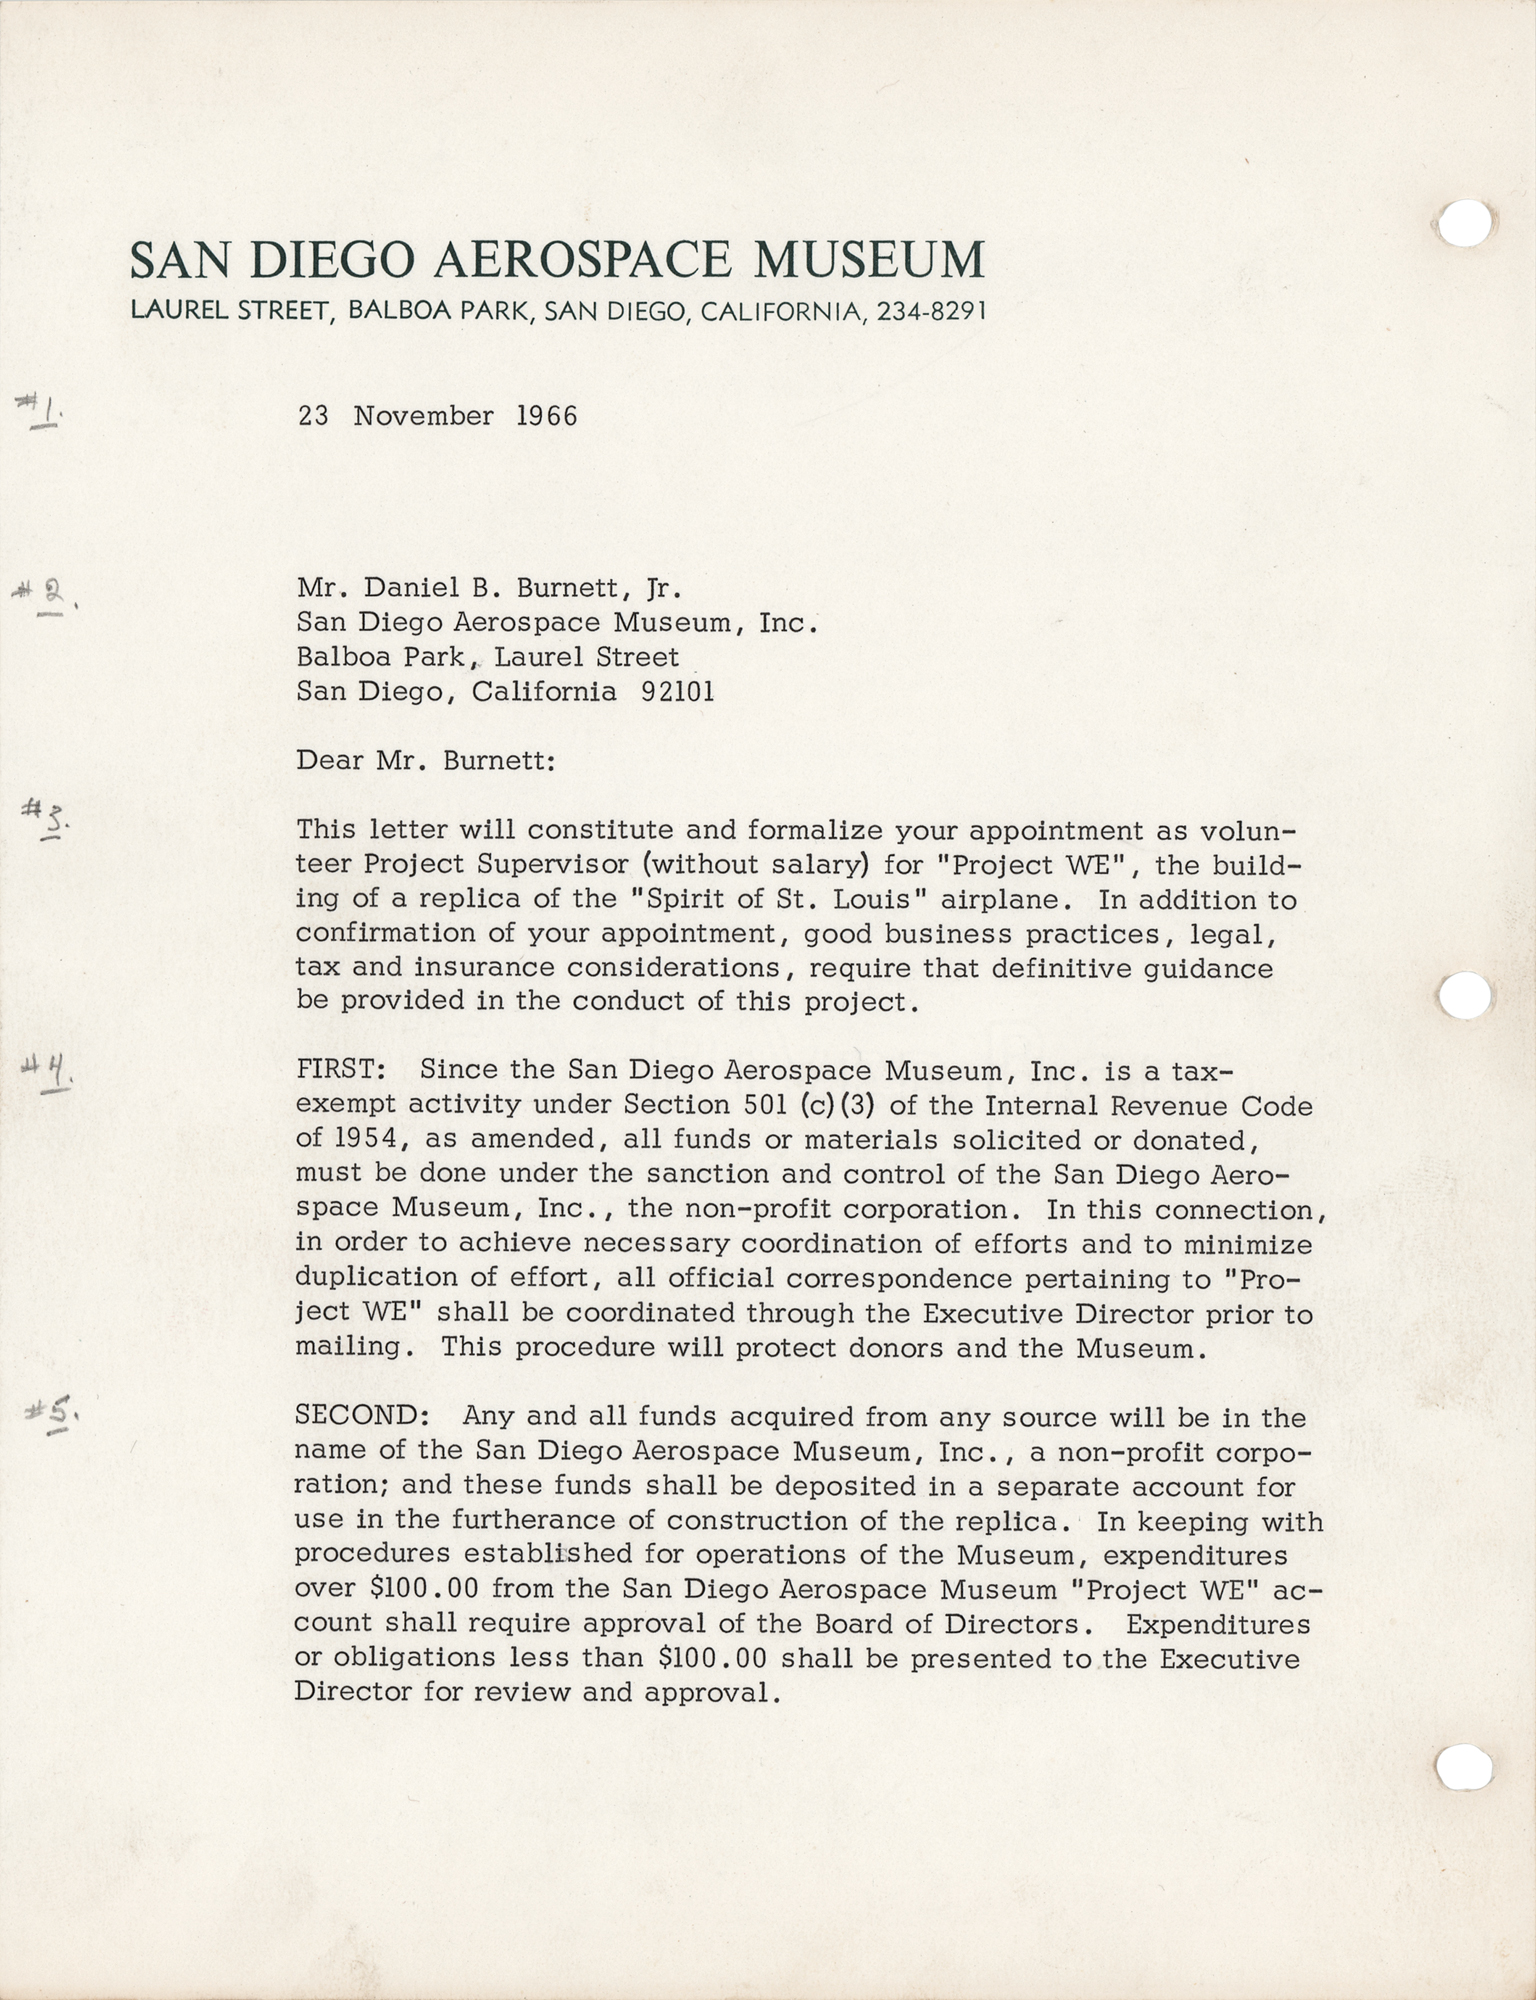 SAN DIEGO AEROSPACE MUSEUM
LAUREL STREET, BALBOA PARK, SAN DIEGO, CALIFORNIA, 234-8291
#1. 23 November 1966
#2. Mr. Daniel B. Burnett, Jr.
San Diego Aerospace Museum, Inc.
Balboa Park, Laurel Street
San Diego, California 92101
Dear Mr. Burnett:
#3. This letter will constitute and formalize your appointment as volun-
teer Project Supervisor (without salary) for "Project WE", the build-
ing of a replica of the "Spirit of St. Louis" airplane. In addition to
confirmation of your appointment, good business practices, legal,
tax and insurance considerations, require that definitive guidance
be provided in the conduct of this project.
#4. FIRST: Since the San Diego Aerospace Museum, Inc. is a tax-
exempt activity under Section 501 (c)(3) of the Internal Revenue Code
of 1954, as amended, all funds or materials solicited or donated,
must be done under the sanction and control of the San Diego Aero-
space Museum, Inc., the non-profit corporation. In this connection,
in order to achieve necessary coordination of efforts and to minimize
duplication of effort, all official correspondence pertaining to "Pro-
ject WE" shall be coordinated through the Executive Director prior to
mailing. This procedure will protect donors and the Museum.
#5. SECOND: Any and all funds acquired from any source will be in the
name of the San Diego Aerospace Museum, Inc., a non-profit corpo-
ration; and these funds shall be deposited in a separate account for
use in the furtherance of construction of the replica. In keeping with
procedures established for operations of the Museum, expenditures
over $100.00 from the San Diego Aerospace Museum "Project WE" ac-
count shall require approval of the Board of Directors. Expenditures
or obligations less than $100.00 shall be presented to the Executive
Director for review and approval.